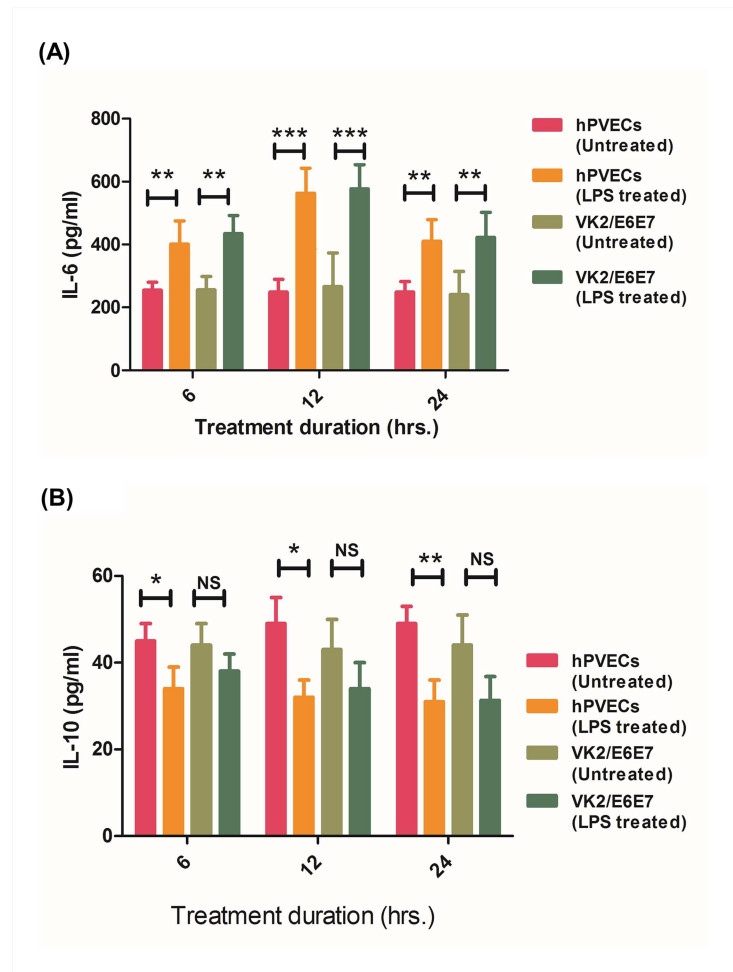 (A)
800
600
400
200
0
IL-6 (pg/ml)
** ** *** *** ** **
6 12 24
Treatment duration (hrs.)
hPVECs
(Untreated)
hPVECs
(LPS treated)
VK2/E6E7
(Untreated)
VK2/E6E7
(LPS treated)
(B)
60
40
20
0
IL-10 (pg/ml)
* NS * NS ** NS
6 12 24
Treatment duration (hrs.)
hPVECs
(Untreated)
hPVECs
(LPS treated)
VK2/E6E7
(Untreated)
VK2/E6E7
(LPS treated)